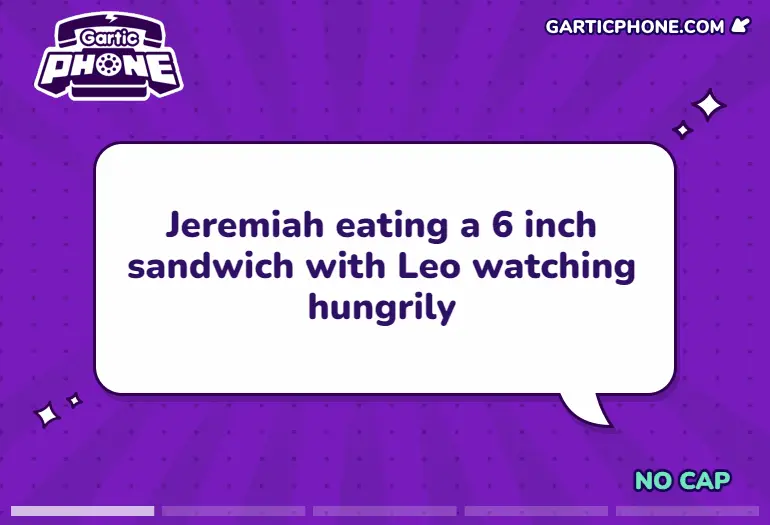 Gartic
PHONE
GARTICPHONE.COM
Jeremiah eating a 6 inch
sandwich with Leo watching
hungrily
NO CAP